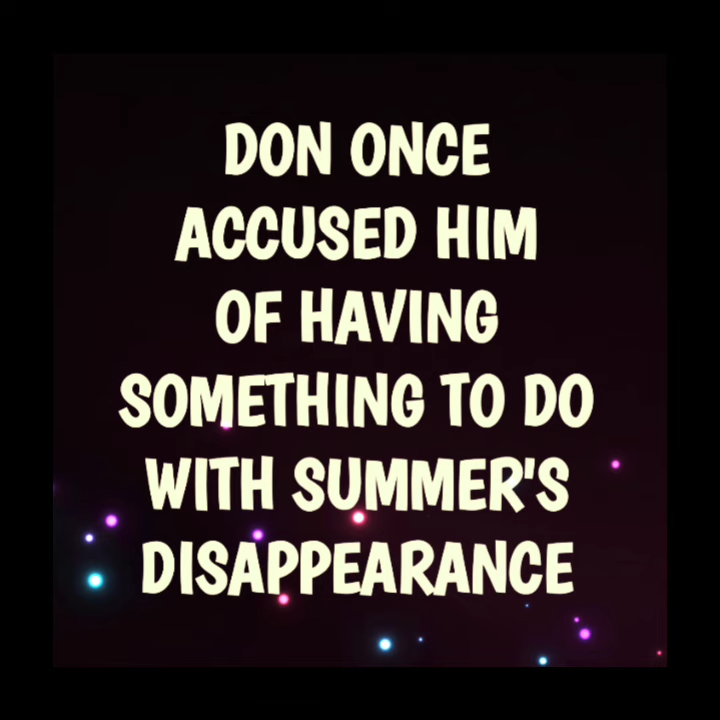 DON ONCE
ACCUSED HIM
OF HAVING
SOMETHING TO DO
WITH SUMMER'S
DISAPPEARANCE